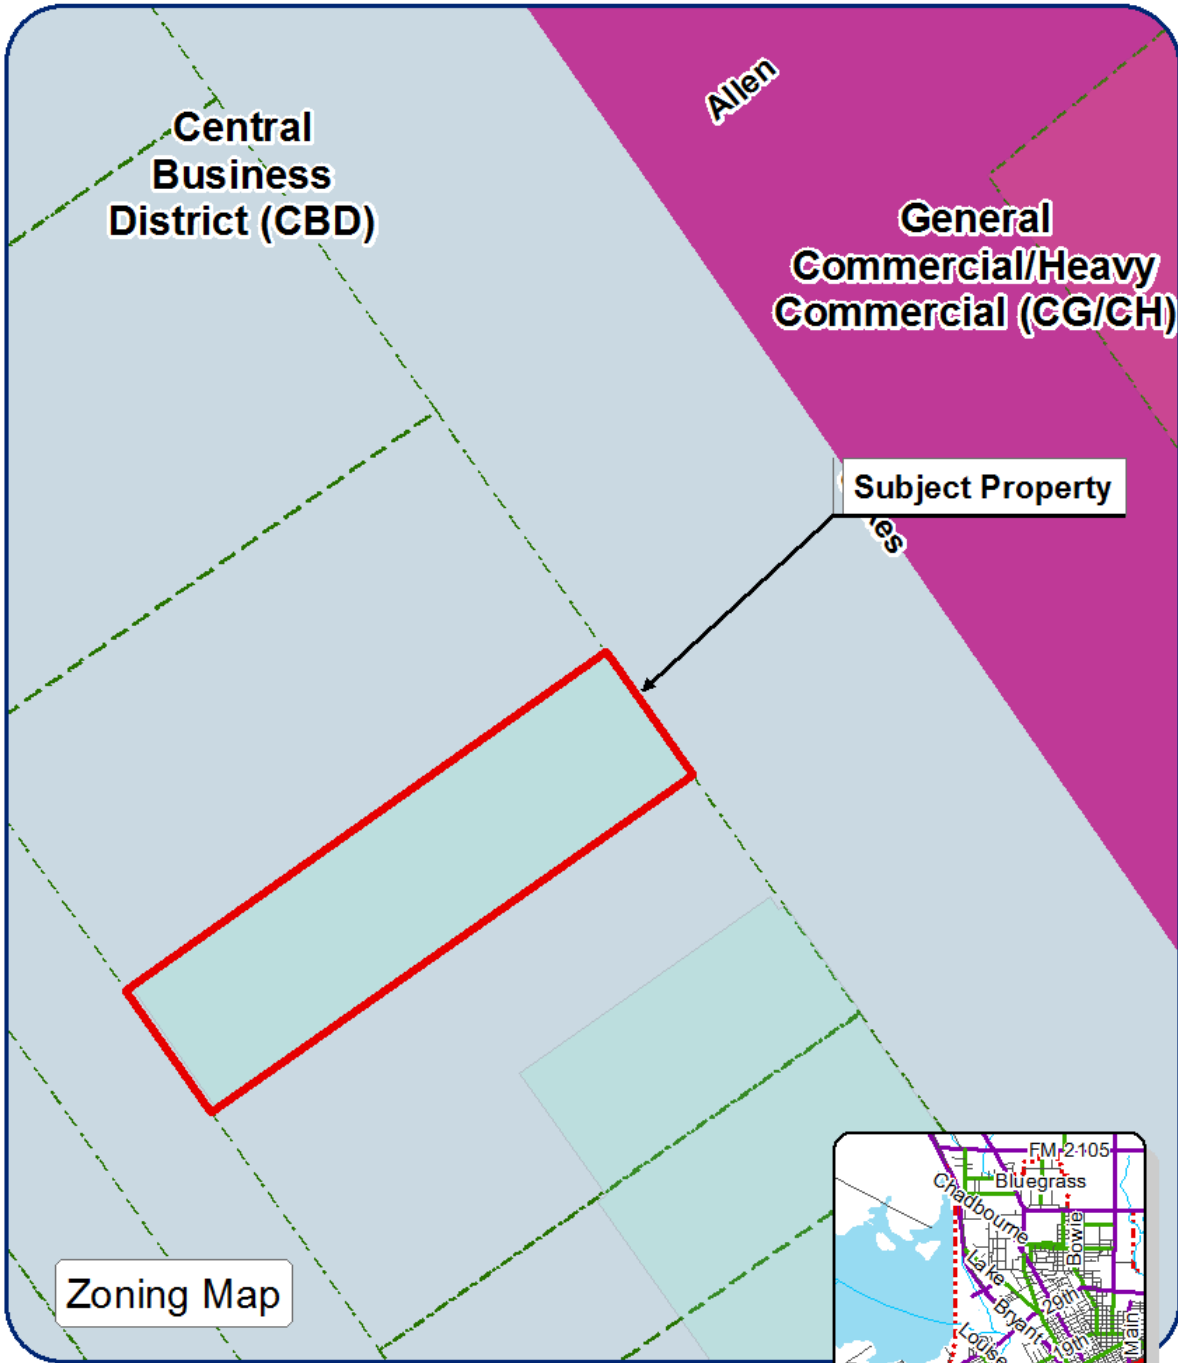 Allen
Central
Business
District (CBD)
General
Commercial/Heavy
Commercial (CG/CH)
Subject Property
Zoning Map
FM 2105
Bluegrass
Chadbourne
Bowie
Lake
29th
Bryant
19th
Main
Louise